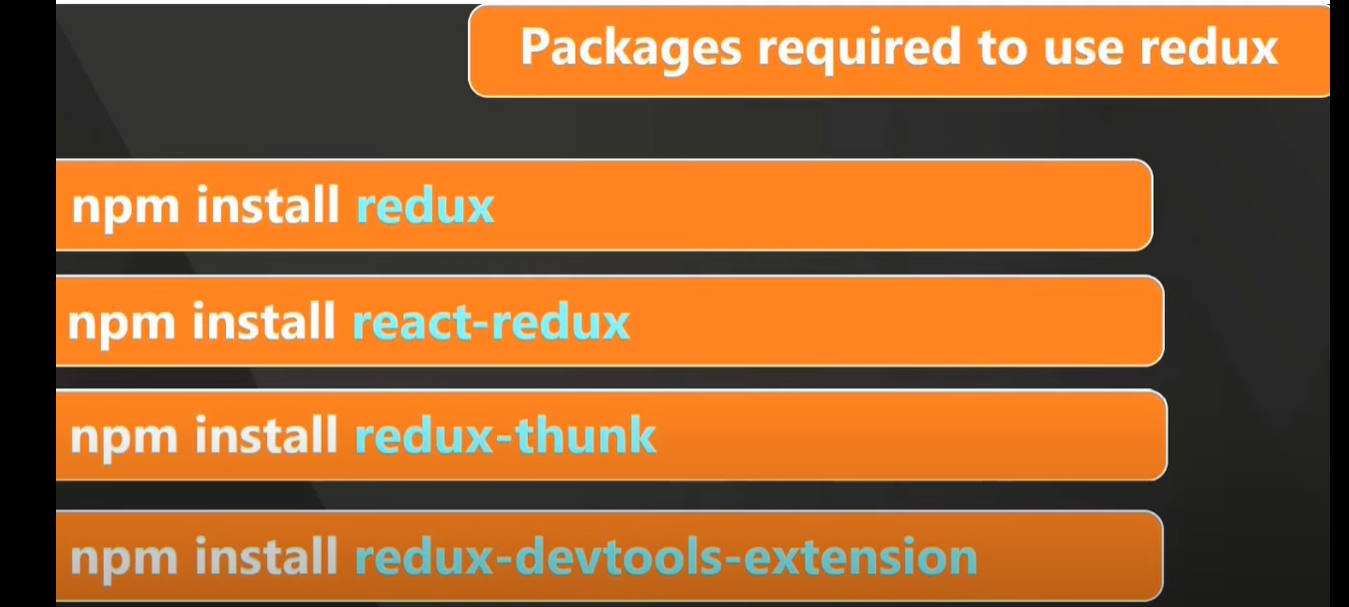 Packages required to use redux
npm install redux
npm install react-redux
npm install redux-thunk
npm install redux-devtools-extension